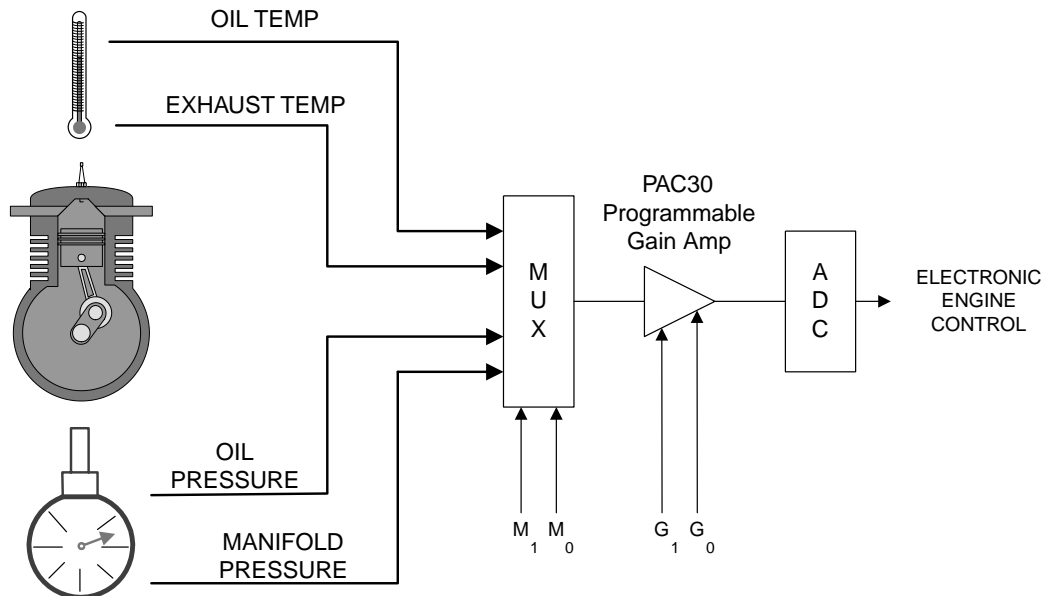 OIL TEMP
EXHAUST TEMP
PAC30
Programmable
Gain Amp
M
U
X
A
D
C
ELECTRONIC
ENGINE
CONTROL
OIL
PRESSURE
MANIFOLD
PRESSURE
M1 M0 G1 G0